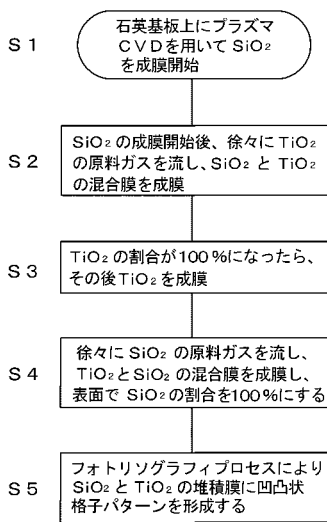 S1
石英基板上にプラズマ
CVDを用いてSiO₂
を成膜開始
S2
SiO₂の成膜開始後、徐々にTiO₂
の原料ガスを流し、SiO₂とTiO₂
の混合膜を成膜
S3
TiO₂の割合が100%になったら、
その後TiO₂を成膜
S4
徐々にSiO₂の原料ガスを流し、
TiO₂とSiO₂の混合膜を成膜し、
表面でSiO₂の割合を100%にする
S5
フォトリソグラフィプロセスにより
SiO₂とTiO₂の堆積膜に凹凸状
格子パターンを形成する